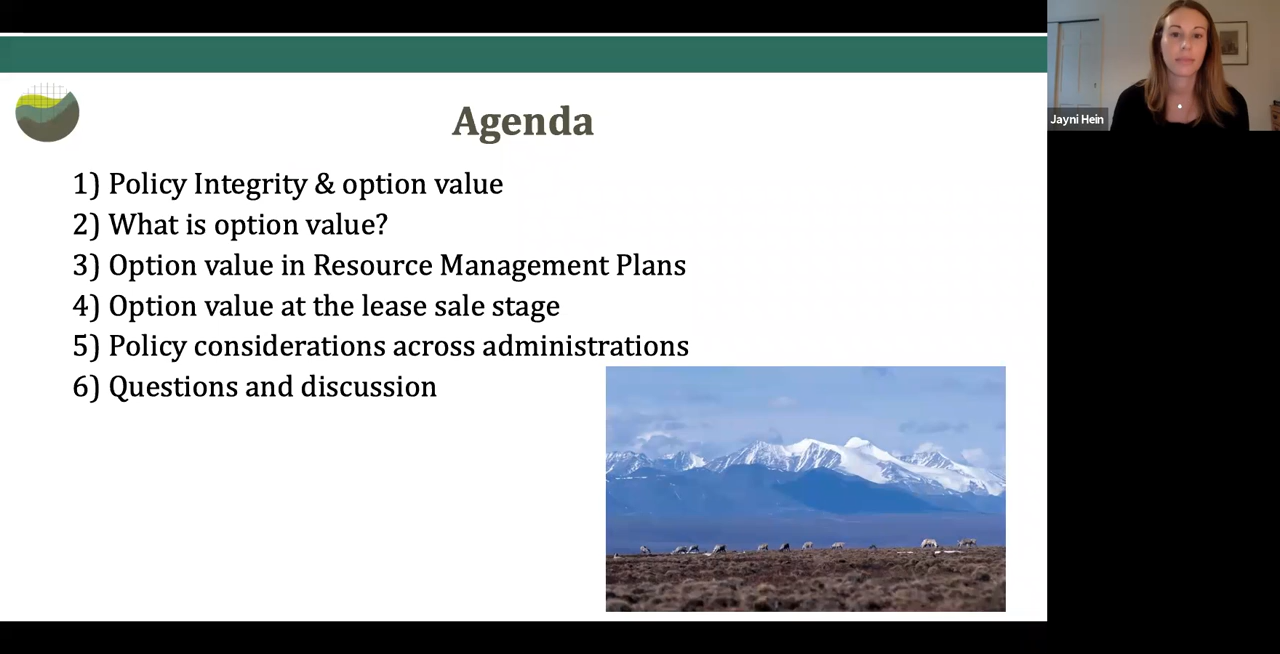 Agenda
1) Policy Integrity & option value
2) What is option value?
3) Option value in Resource Management Plans
4) Option value at the lease sale stage
5) Policy considerations across administrations
6) Questions and discussion
Jayni Hein